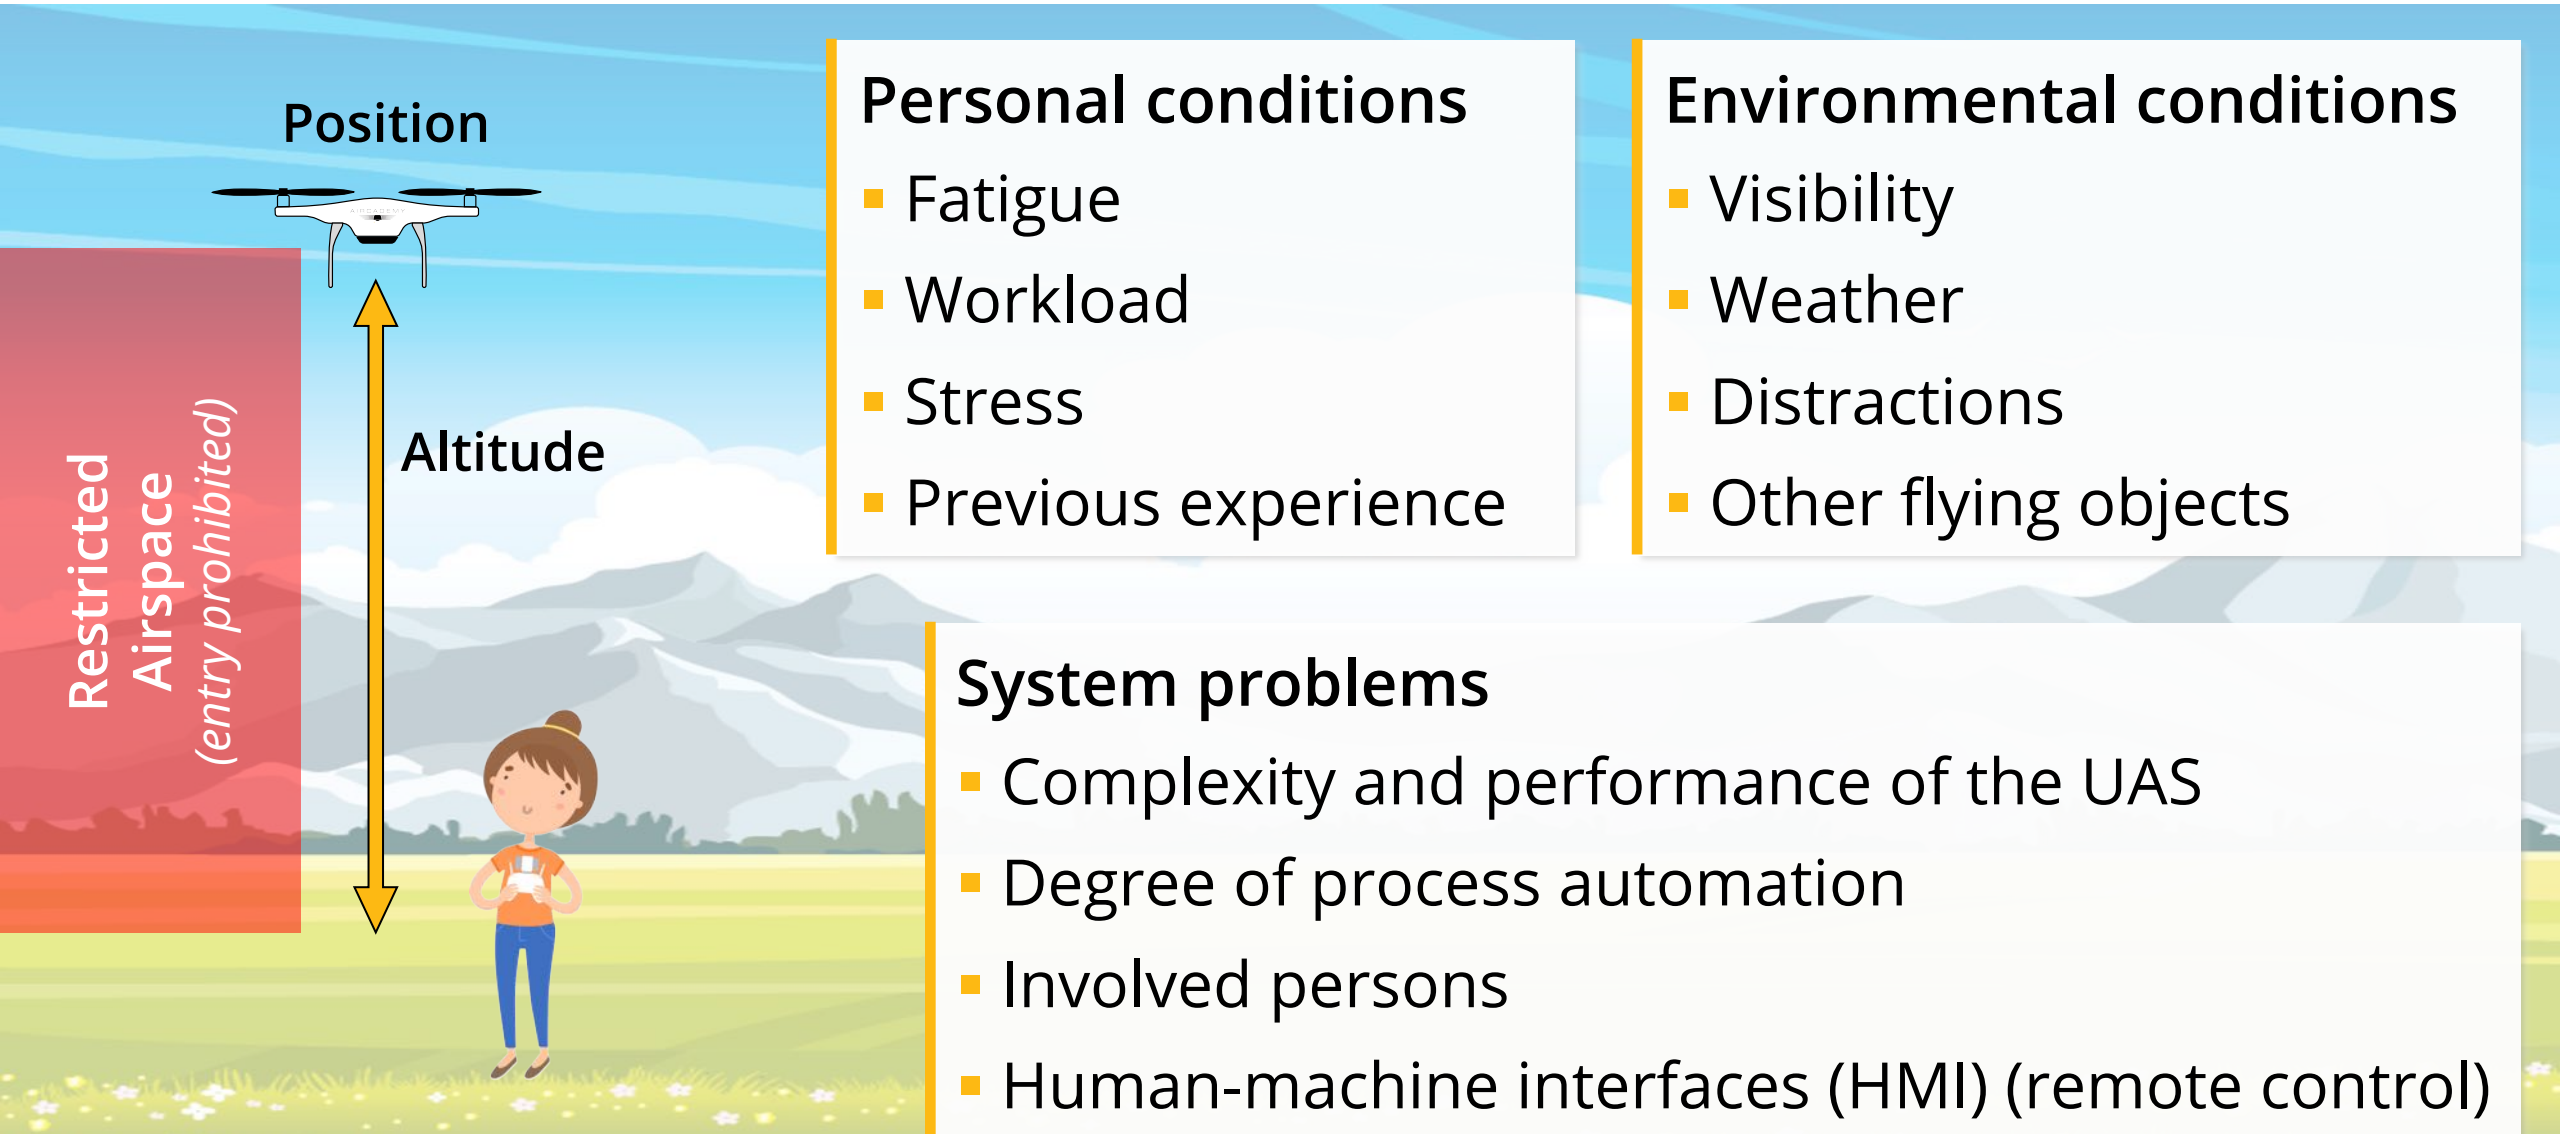 Position
Altitude
Restricted
Airspace
(entry prohibited)
AIRCADEMY
Personal conditions
Fatigue
Workload
Stress
Previous experience
Environmental conditions
Visibility
Weather
Distractions
Other flying objects
System problems
Complexity and performance of the UAS
Degree of process automation
Involved persons
Human-machine interfaces (HMI) (remote control)